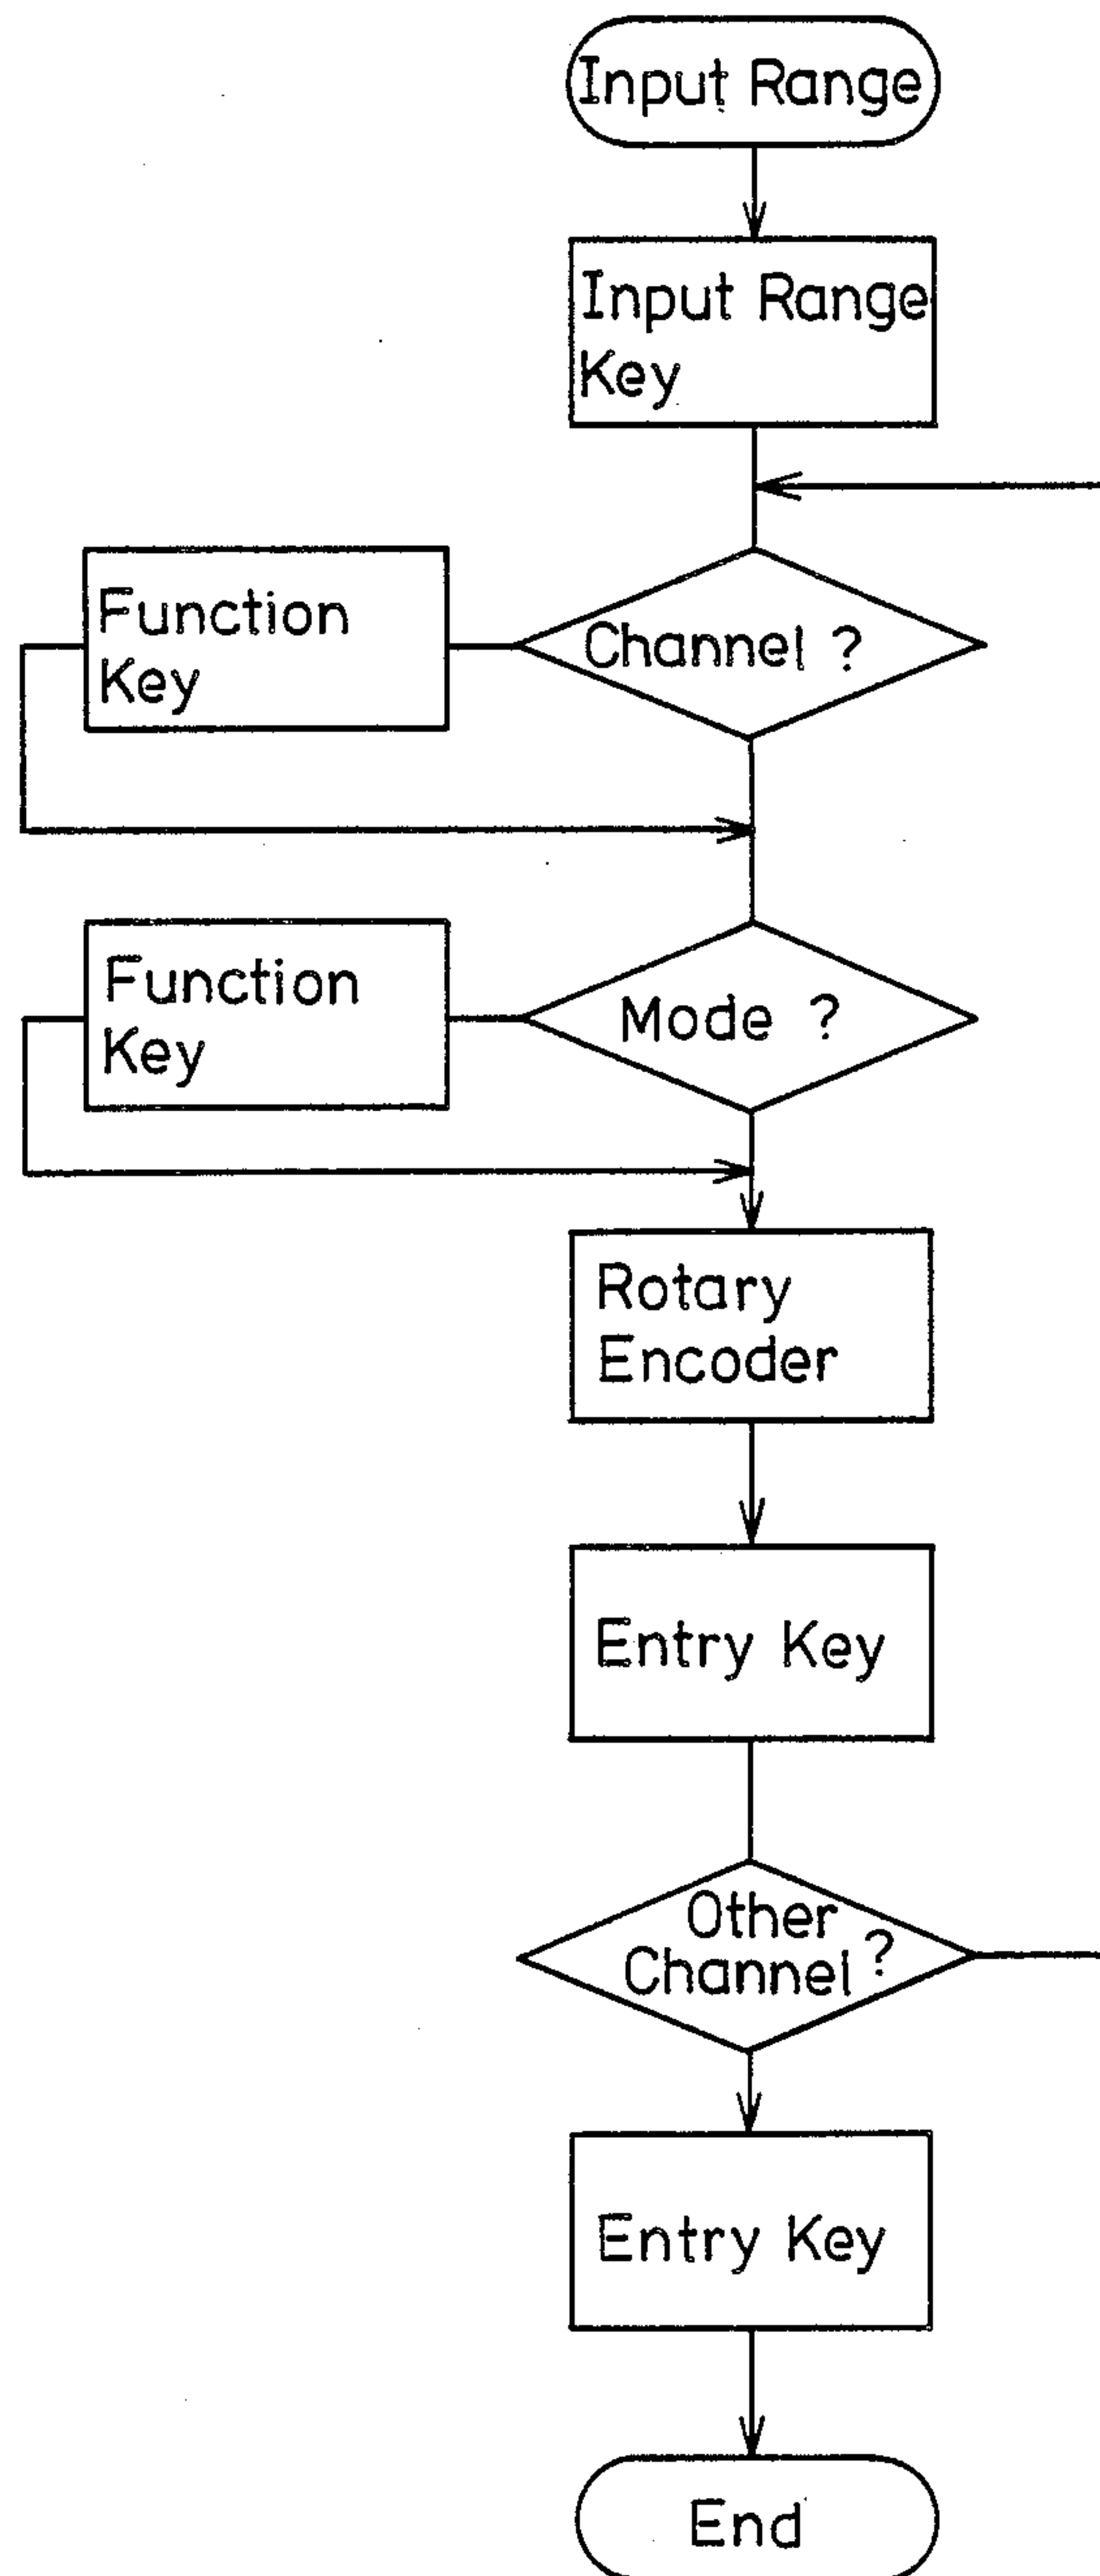 Input Range
Input Range
Key
Channel ?
Function
Key
Mode ?
Function
Key
Rotary
Encoder
Entry Key
Other
Channel ?
Entry Key
End